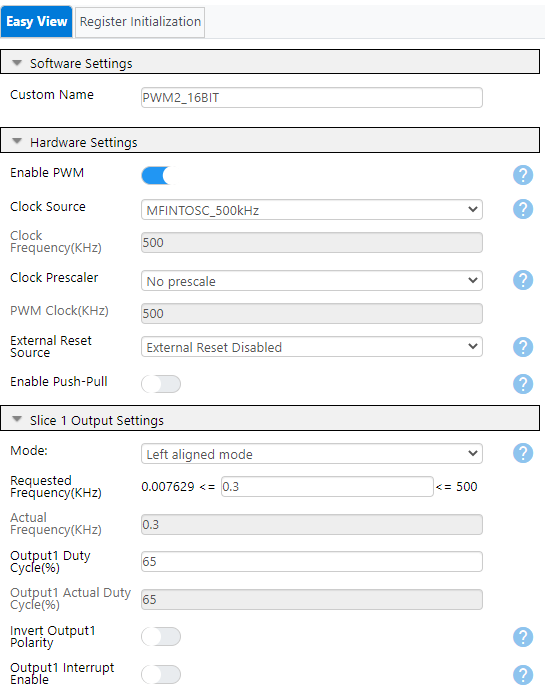 Easy View Register Initialization
Software Settings
Custom Name PWM2_16BIT
Hardware Settings
Enable PWM ?
Clock Source MFINTOSC_500kHz ?
Clock
Frequency(KHz) 500
Clock Prescaler No prescale ?
PWM Clock(KHz) 500
External Reset
Source External Reset Disabled ?
Enable Push-Pull ?
Slice 1 Output Settings
Mode: Left aligned mode ?
Requested
Frequency(KHz) 0.007629 <= 0.3 <= 500
Actual
Frequency(KHz) 0.3
Output1 Duty
Cycle(%) 65
Output1 Actual Duty
Cycle(%) 65
Invert Output1
Polarity ?
Output1 Interrupt
Enable ?